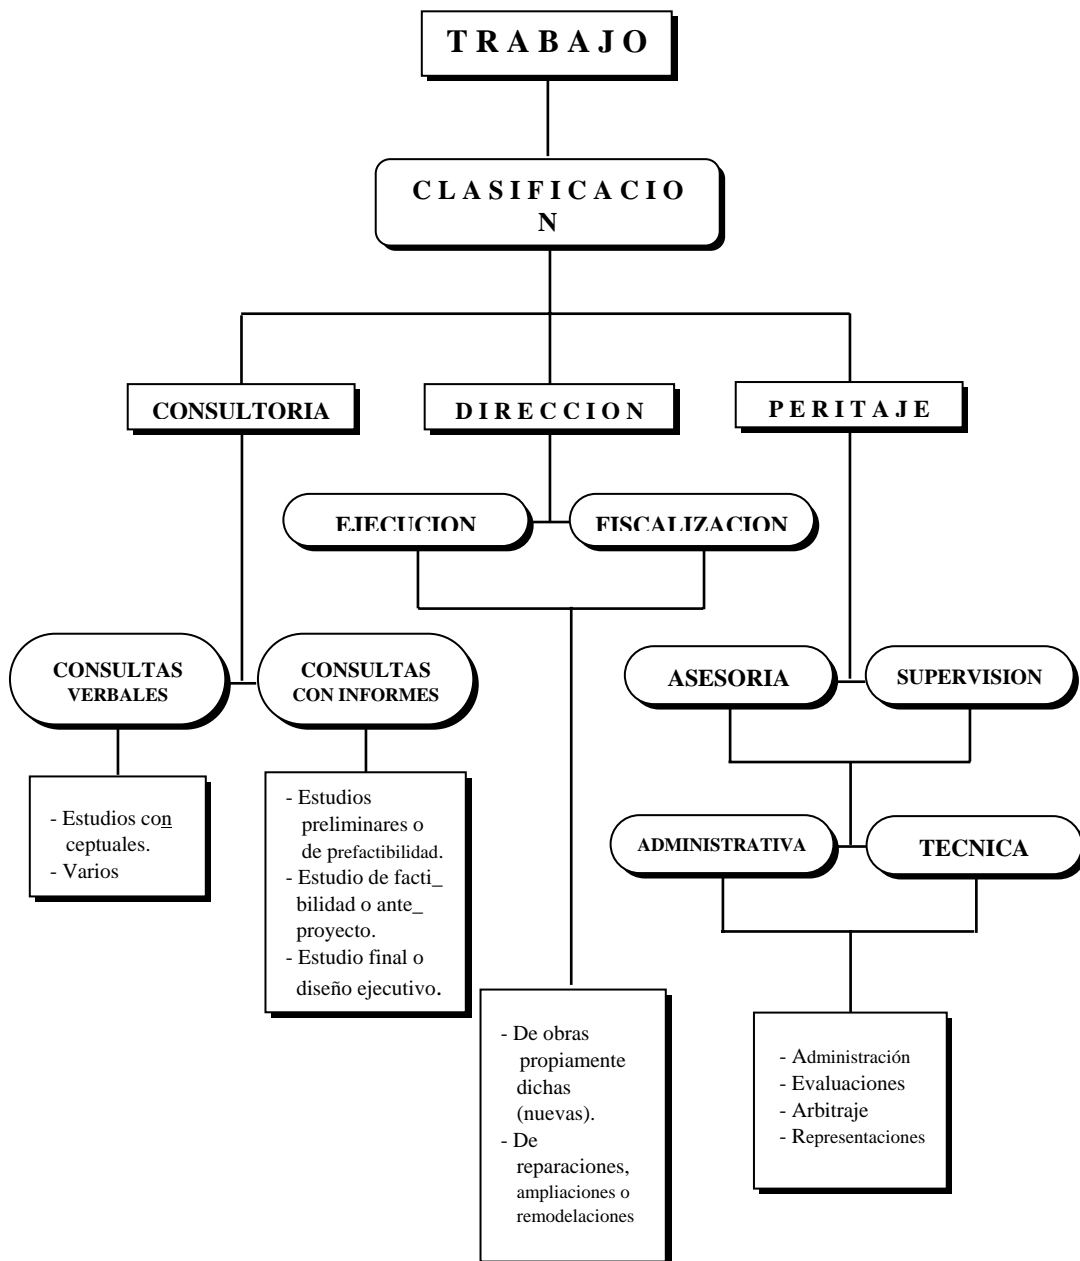 T R A B A J O
C L A S I F I C A C I O
N
CONSULTORIA
D I R E C C I O N
P E R I T A J E
EJECUCION
FISCALIZACION
CONSULTAS
VERBALES
CONSULTAS
CON INFORMES
ASESORIA
SUPERVISION
- Estudios con
ceptuales.
- Varios
- Estudios
preliminares o
de prefactibilidad.
- Estudio de facti_
bilidad o ante_
proyecto.
- Estudio final o
diseño ejecutivo.
ADMINISTRATIVA
TECNICA
- De obras
propiamente
dichas
(nuevas).
- De
reparaciones,
ampliaciones o
remodelaciones
- Administración
- Evaluaciones
- Arbitraje
- Representaciones